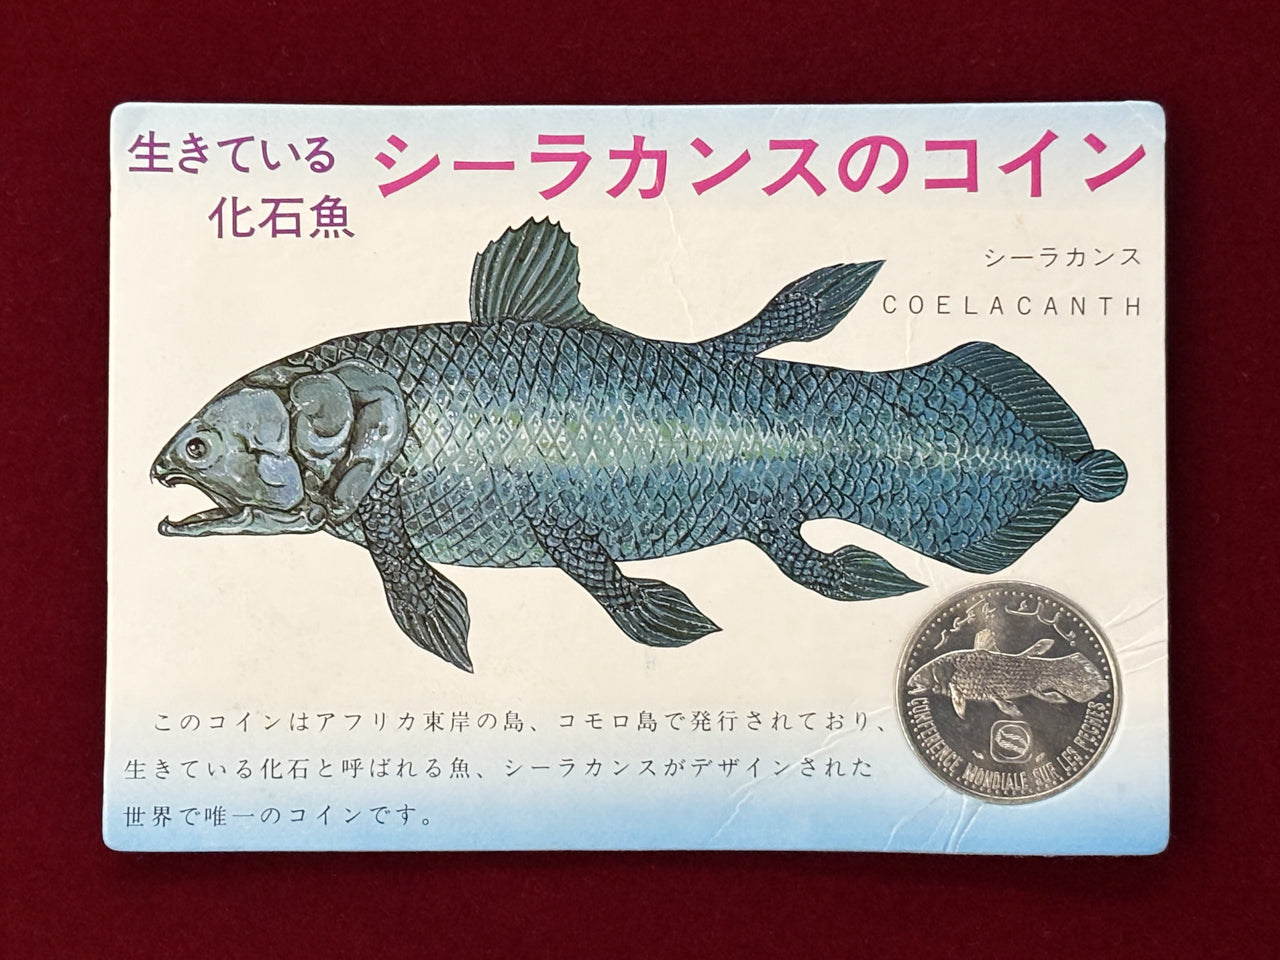 生きている
化石魚
シーラカンスのコイン
シーラカンス
COELACANTH
このコインはアフリカ東岸の島、コモロ島で発行されており、
生きている化石と呼ばれる魚、シーラカンスがデザインされた
世界で唯一のコインです。
CONFERENCE MONDIALE SUR LES PECHES